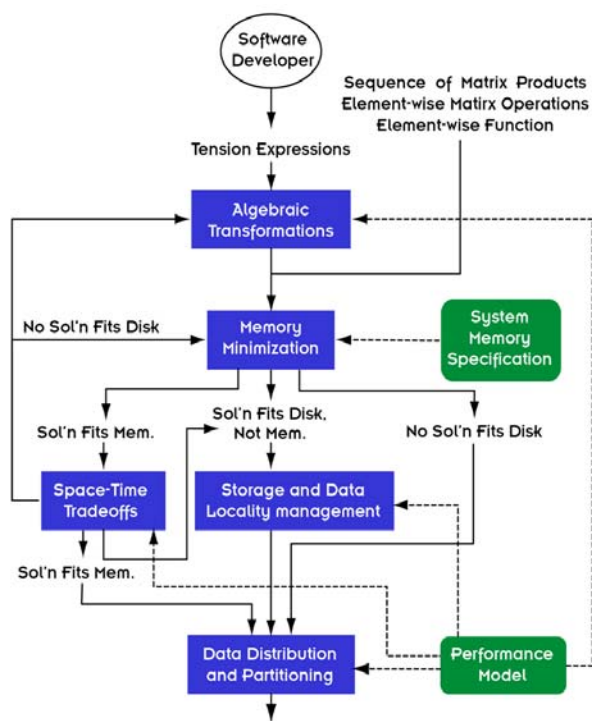 Software
Developer
Sequence of Matrix Products
Element-wise Matirx Operations
Element-wise Function
Tension Expressions
Algebraic
Transformations
No Sol'n Fits Disk
Memory
Minimization
System
Memory
Specification
Sol'n Fits Mem.
Sol'n Fits Disk,
Not Mem.
No Sol'n Fits Disk
Space-Time
Tradeoffs
Storage and Data
Locality management
Sol'n Fits Mem.
Data Distribution
and Partitioning
Performance
Model